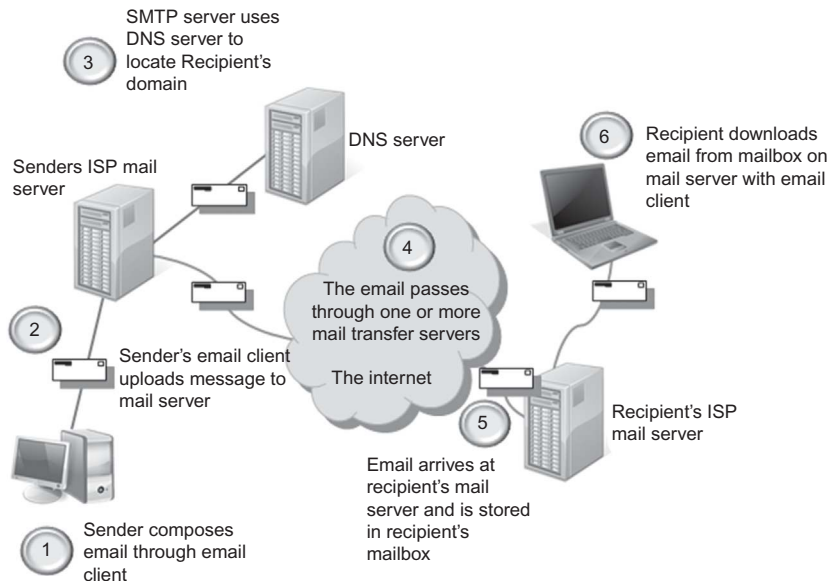 SMTP server uses
DNS server to
locate Recipient's
domain
3
DNS server
Senders ISP mail
server
6
Recipient downloads
email from mailbox on
mail server with email
client
4
The email passes
through one or more
mail transfer servers
The internet
2
Sender's email client
uploads message to
mail server
5
Recipient's ISP
mail server
Email arrives at
recipient's mail
server and is stored
in recipient's
mailbox
1
Sender composes
email through email
client